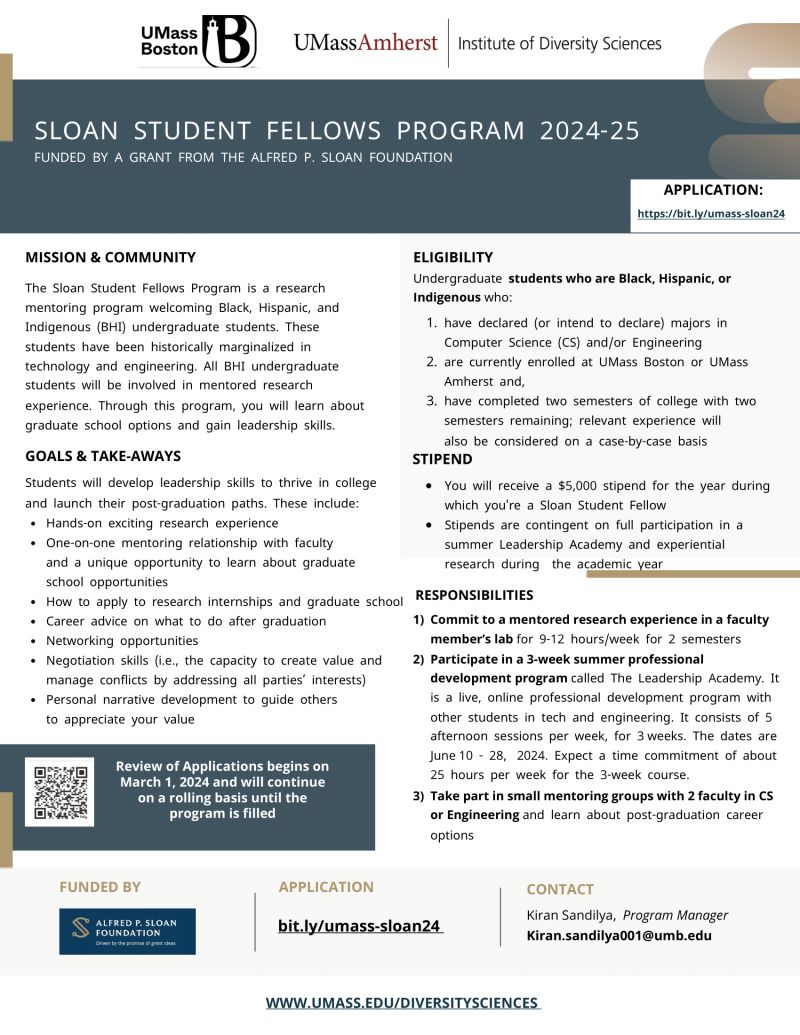 UMass
Boston
B
UMassAmherst
Institute of Diversity Sciences
SLOAN STUDENT FELLOWS PROGRAM 2024-25
FUNDED BY A GRANT FROM THE ALFRED P. SLOAN FOUNDATION
APPLICATION:
https://bit.ly/umass-sloan24
MISSION & COMMUNITY
The Sloan Student Fellows Program is a research
mentoring program welcoming Black, Hispanic, and
Indigenous (BHI) undergraduate students. These
students have been historically marginalized in
technology and engineering. All BHI undergraduate
students will be involved in mentored research
experience. Through this program, you will learn about
graduate school options and gain leadership skills.
GOALS & TAKE-AWAYS
Students will develop leadership skills to thrive in college
and launch their post-graduation paths. These include:
• Hands-on exciting research experience
• One-on-one mentoring relationship with faculty
and a unique opportunity to learn about graduate
school opportunities
• How to apply to research internships and graduate school
• Career advice on what to do after graduation
• Networking opportunities
• Negotiation skills (i.e., the capacity to create value and
manage conflicts by addressing all parties’ interests)
• Personal narrative development to guide others
to appreciate your value
Review of Applications begins on
March 1, 2024 and will continue
on a rolling basis until the
program is filled
ELIGIBILITY
Undergraduate students who are Black, Hispanic, or
Indigenous who:
1. have declared (or intend to declare) majors in
Computer Science (CS) and/or Engineering
2. are currently enrolled at UMass Boston or UMass
Amherst and,
3. have completed two semesters of college with two
semesters remaining; relevant experience will
also be considered on a case-by-case basis
STIPEND
• You will receive a $5,000 stipend for the year during
which you're a Sloan Student Fellow
• Stipends are contingent on full participation in a
summer Leadership Academy and experiential
research during the academic year
RESPONSIBILITIES
1) Commit to a mentored research experience in a faculty
member’s lab for 9-12 hours/week for 2 semesters
2) Participate in a 3-week summer professional
development program called The Leadership Academy. It
is a live, online professional development program with
other students in tech and engineering. It consists of 5
afternoon sessions per week, for 3 weeks. The dates are
June 10 - 28, 2024. Expect a time commitment of about
25 hours per week for the 3-week course.
3) Take part in small mentoring groups with 2 faculty in CS
or Engineering and learn about post-graduation career
options
FUNDED BY
ALFRED P. SLOAN
FOUNDATION
Driven by the promise of great ideas
APPLICATION
bit.ly/umass-sloan24
CONTACT
Kiran Sandilya, Program Manager
Kiran.sandilya001@umb.edu
WWW.UMASS.EDU/DIVERSITYSCIENCES